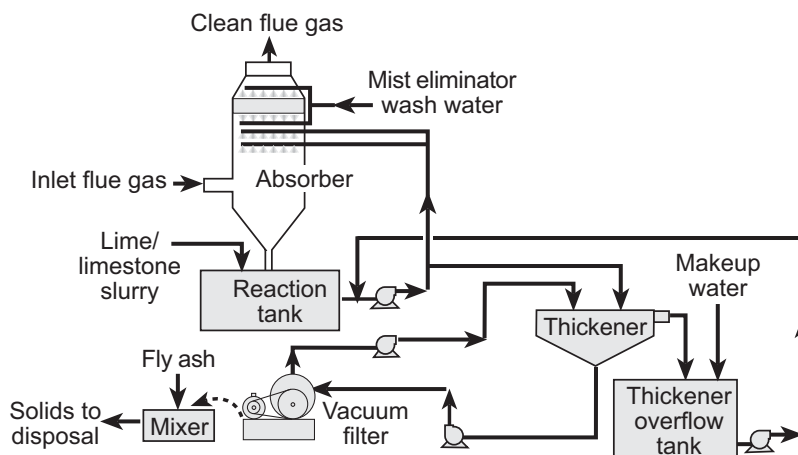 Clean flue gas
Mist eliminator
wash water
Inlet flue gas
Absorber
Lime/
limestone
slurry
Reaction
tank
Makeup
water
Thickener
Fly ash
Thickener
overflow
tank
Solids to
disposal
Mixer
Vacuum
filter